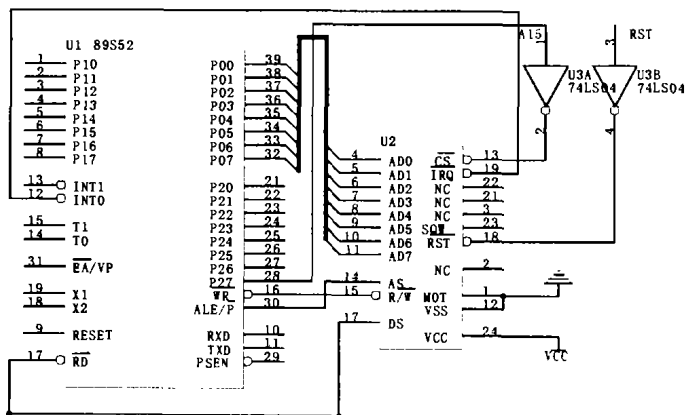 U1 89S52
1 P10
2 P11
3 P12
4 P13
5 P14
6 P15
7 P16
8 P17
13 INT1
12 INT0
15 T1
14 T0
31 EA/VP
19 X1
18 X2
9 RESET
17 RD
P00 39
P01 38
P02 37
P03 36
P04 35
P05 34
P06 33
P07 32
P20 21
P21 22
P22 23
P23 24
P24 25
P25 26
P26 27
P27 28
WR 16
ALE/P 30
RXD 10
TXD 11
PSEN 29
U2
4 AD0
5 AD1
6 AD2
7 AD3
8 AD4
9 AD5
10 AD6
11 AD7
14 AS
15 R/W
17 DS
CS 13
IRQ 19
NC 22
NC 21
NC 3
SQW 23
RST 18
NC 2
MOT 1
VSS 12
VCC 24
VCC
A15
1
U3A
74LS04
2
RST
3
U3B
74LS04
4